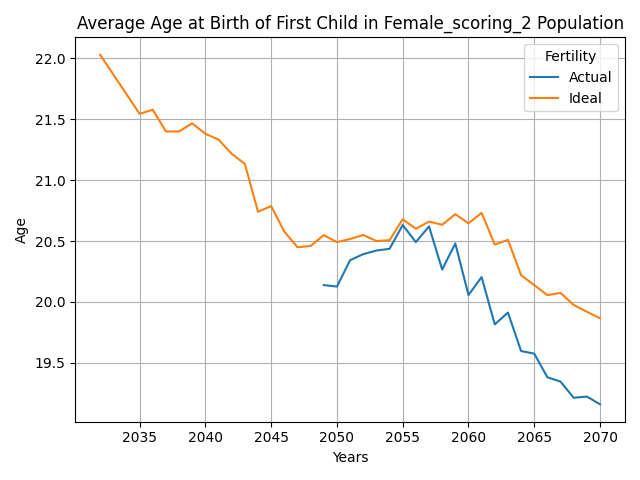 Average Age at Birth of First Child in Female_scoring_2 Population
Fertility
Actual
Ideal
Age
22.0
21.5
21.0
20.5
20.0
19.5
2035 2040 2045 2050 2055 2060 2065 2070
Years